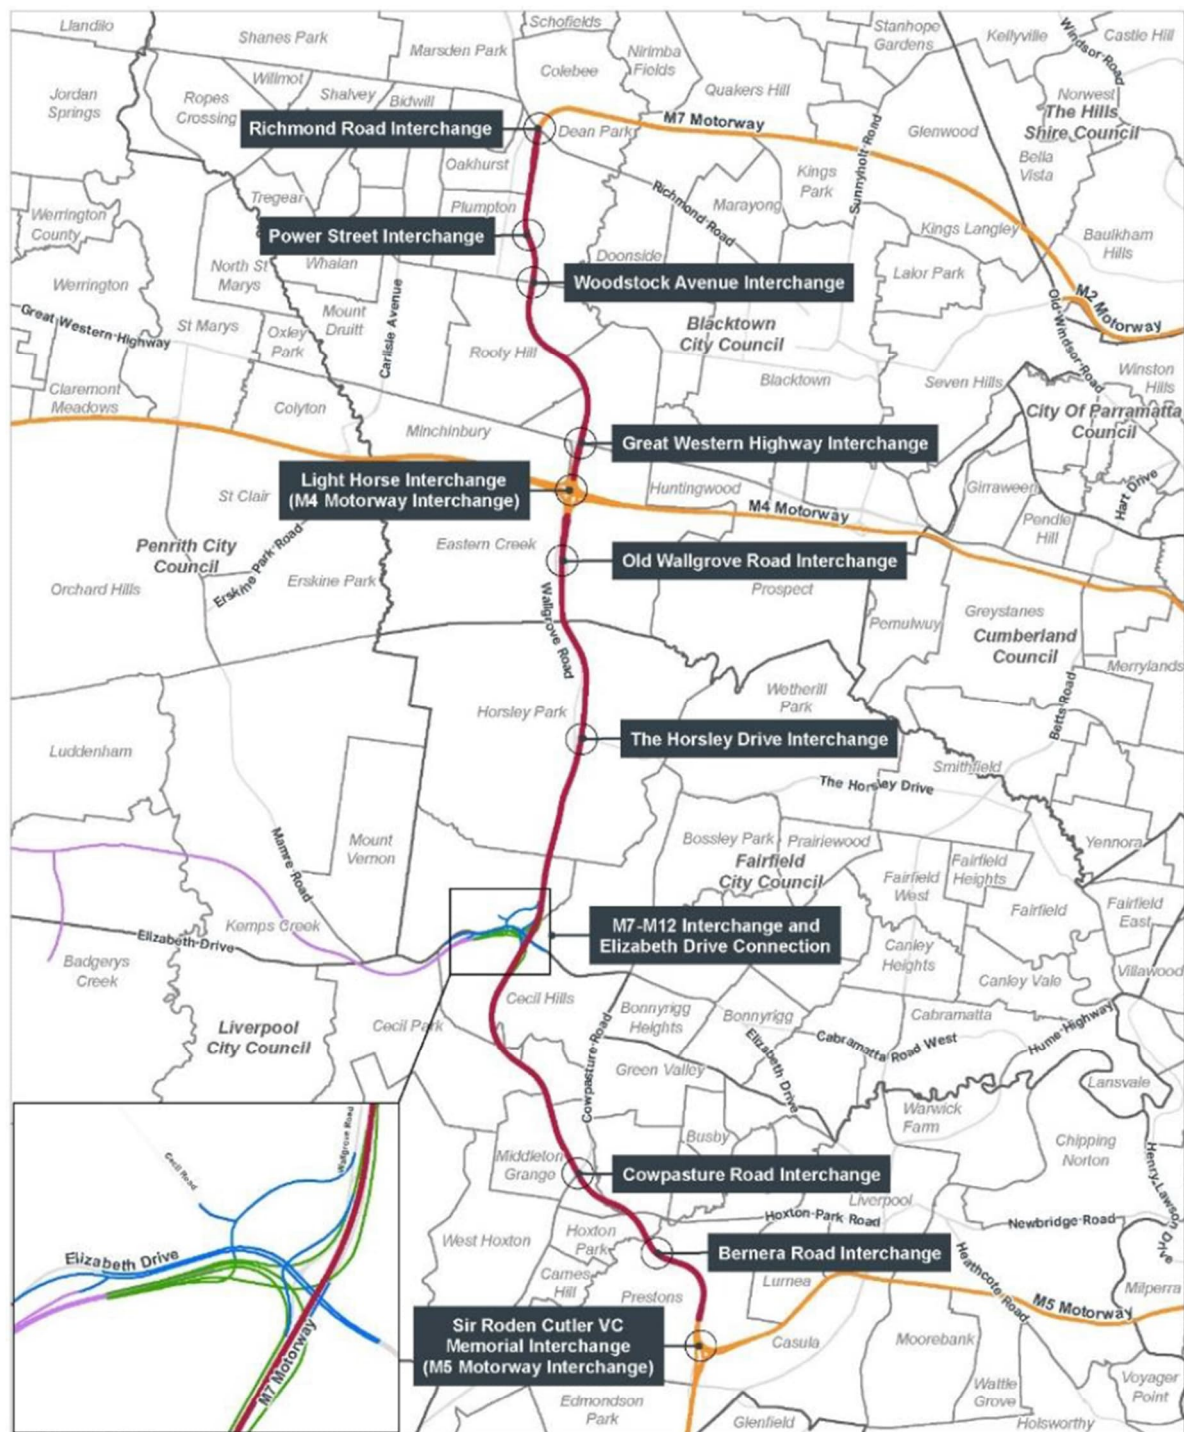 Llandilo
Shanes Park
Marsden Park
Schofields
Stanhope
Gardens
Kellyville
Windsor Road
Castle Hill
Nirimba
Fields
Colebee
Willmot
Shalvey
Bidwill
Jordan
Springs
Ropes
Crossing
Quakers Hill
Norwest
The Hills
Shire Council
Richmond Road Interchange
Dean Park
M7 Motorway
Glenwood
Bella
Vista
Oakhurst
Sunnyholt Road
Kings
Park
Tregear
Plumpton
Richmond Road
Marayong
Werrington
County
Power Street Interchange
Kings Langley
Baulkham
Hills
Whalan
Doonside
North St
Marys
Lalor Park
Werrington
Woodstock Avenue Interchange
Carlisle Avenue
Old Windsor Road
M2 Motorway
Great Western Highway
St Marys
Oxley
Park
Mount
Druitt
Blacktown
City Council
Rooty Hill
Blacktown
Seven Hills
Winston
Hills
Claremont
Meadows
Colyton
City Of Parramatta
Council
Minchinbury
Great Western Highway Interchange
Light Horse Interchange
(M4 Motorway Interchange)
St Clair
Huntingwood
M4 Motorway
Girraween
Hart Drive
Pendle
Hill
Penrith City
Council
Erskine Park Road
Eastern Creek
Old Wallgrove Road Interchange
Orchard Hills
Erskine Park
Wallgrove Road
Prospect
Pemulwuy
Greystanes
Cumberland
Council
Merrylands
Wetherill
Park
Betts Road
Horsley Park
The Horsley Drive Interchange
Luddenham
Smithfield
The Horsley Drive
Mount
Vernon
Mamre Road
Bossley Park
Prairiewood
Yennora
Fairfield
City Council
Fairfield
Heights
Fairfield
West
Fairfield
Fairfield
East
Kemps Creek
M7-M12 Interchange and
Elizabeth Drive Connection
Elizabeth Drive
Canley
Heights
Badgerys
Creek
Canley Vale
Villawood
Cecil Hills
Liverpool
City Council
Cecil Park
Bonnyrigg
Heights
Bonnyrigg
Cabramatta
Hume Highway
Cabramatta Road West
Cowpasture Road
Elizabeth Drive
Green Valley
Lansvale
Warwick
Farm
Busby
Chipping
Norton
Middleton
Grange
Cowpasture Road Interchange
Henry Lawson Drive
Liverpool
Hoxton Park Road
Newbridge Road
West Hoxton
Hoxton
Park
Bernera Road Interchange
Heathcote Road
Carnes
Hill
Lurnea
Milperra
Prestons
M5 Motorway
Sir Roden Cutler VC
Memorial Interchange
(M5 Motorway Interchange)
Casula
Moorebank
Wattle
Grove
Voyager
Point
Edmondson
Park
Glenfield
Holsworthy
Wallgrove Road
Cecil Road
Elizabeth Drive
M7 Motorway